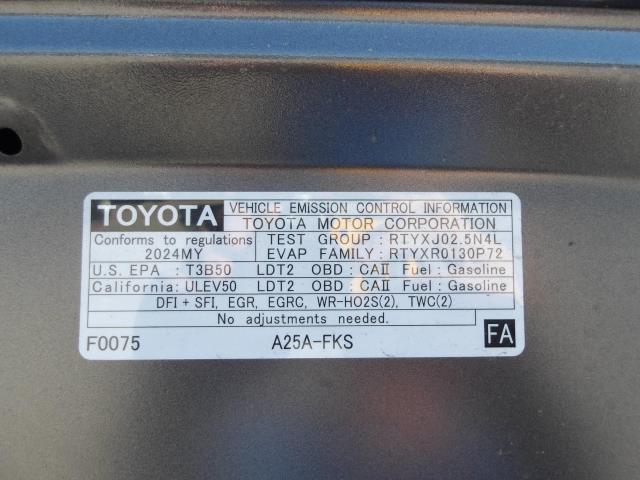 TOYOTA VEHICLE EMISSION CONTROL INFORMATION
TOYOTA MOTOR CORPORATION
Conforms to regulations TEST GROUP : RTYXJ02.5N4L
2024MY EVAP FAMILY: RTYXR0130P72
U.S. EPA : T3B50 LDT2 OBD : CAⅡ Fuel : Gasoline
California: ULEV50 LDT2 OBD : CAⅡ Fuel : Gasoline
DFI + SFI, EGR, EGRC, WR-HO2S(2), TWC(2)
No adjustments needed.
F0075 A25A-FKS FA